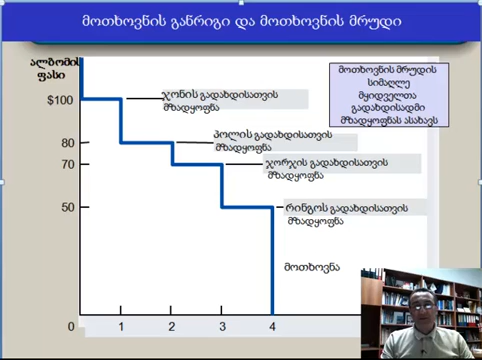 მოთხოვნის განრიგი და მოთხოვნის მრუდი
ალბომის
ფასი
მოთხოვნის მრუდის
სიმაღლე
მყიდველთა
გადახდისადმი
მზადყოფნას ასახავს
$100
ჯონის გადახდისათვის
მზადყოფნა
80
პოლის გადახდისათვის
მზადყოფნა
70
ჯორჯის გადახდისათვის
მზადყოფნა
50
რინგოს გადახდისათვის
მზადყოფნა
მოთხოვნა
0
1
2
3
4